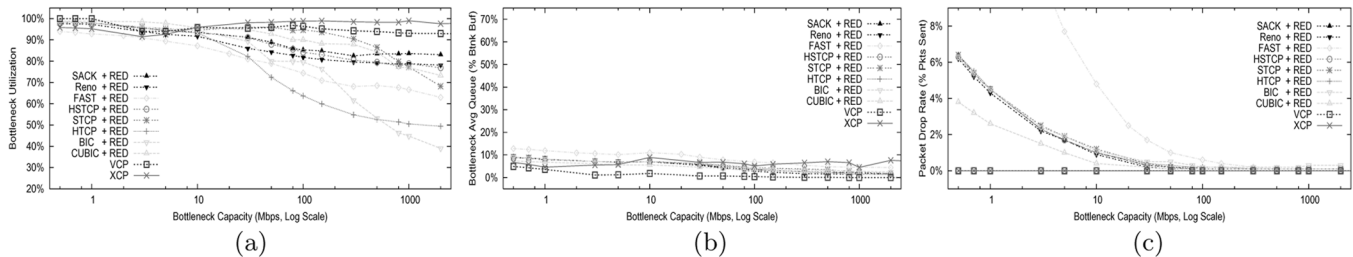 100%
90%
80%
70%
60%
50%
40%
30%
20%
Bottleneck Utilization
SACK + RED
Reno + RED
FAST + RED
HSTCP + RED
STCP + RED
HTCP + RED
BIC + RED
CUBIC + RED
VCP
XCP
1
10
100
1000
Bottleneck Capacity (Mbps, Log Scale)
(a)
70%
60%
50%
40%
30%
20%
10%
0%
Bottleneck Avg Queue (% Btnk Buf)
SACK + RED
Reno + RED
FAST + RED
HSTCP + RED
STCP + RED
HTCP + RED
BIC + RED
CUBIC + RED
VCP
XCP
1
10
100
1000
Bottleneck Capacity (Mbps, Log Scale)
(b)
8%
6%
4%
2%
0%
Packet Drop Rate (% Pkts Sent)
SACK + RED
Reno + RED
FAST + RED
HSTCP + RED
STCP + RED
HTCP + RED
BIC + RED
CUBIC + RED
VCP
XCP
1
10
100
1000
Bottleneck Capacity (Mbps, Log Scale)
(c)